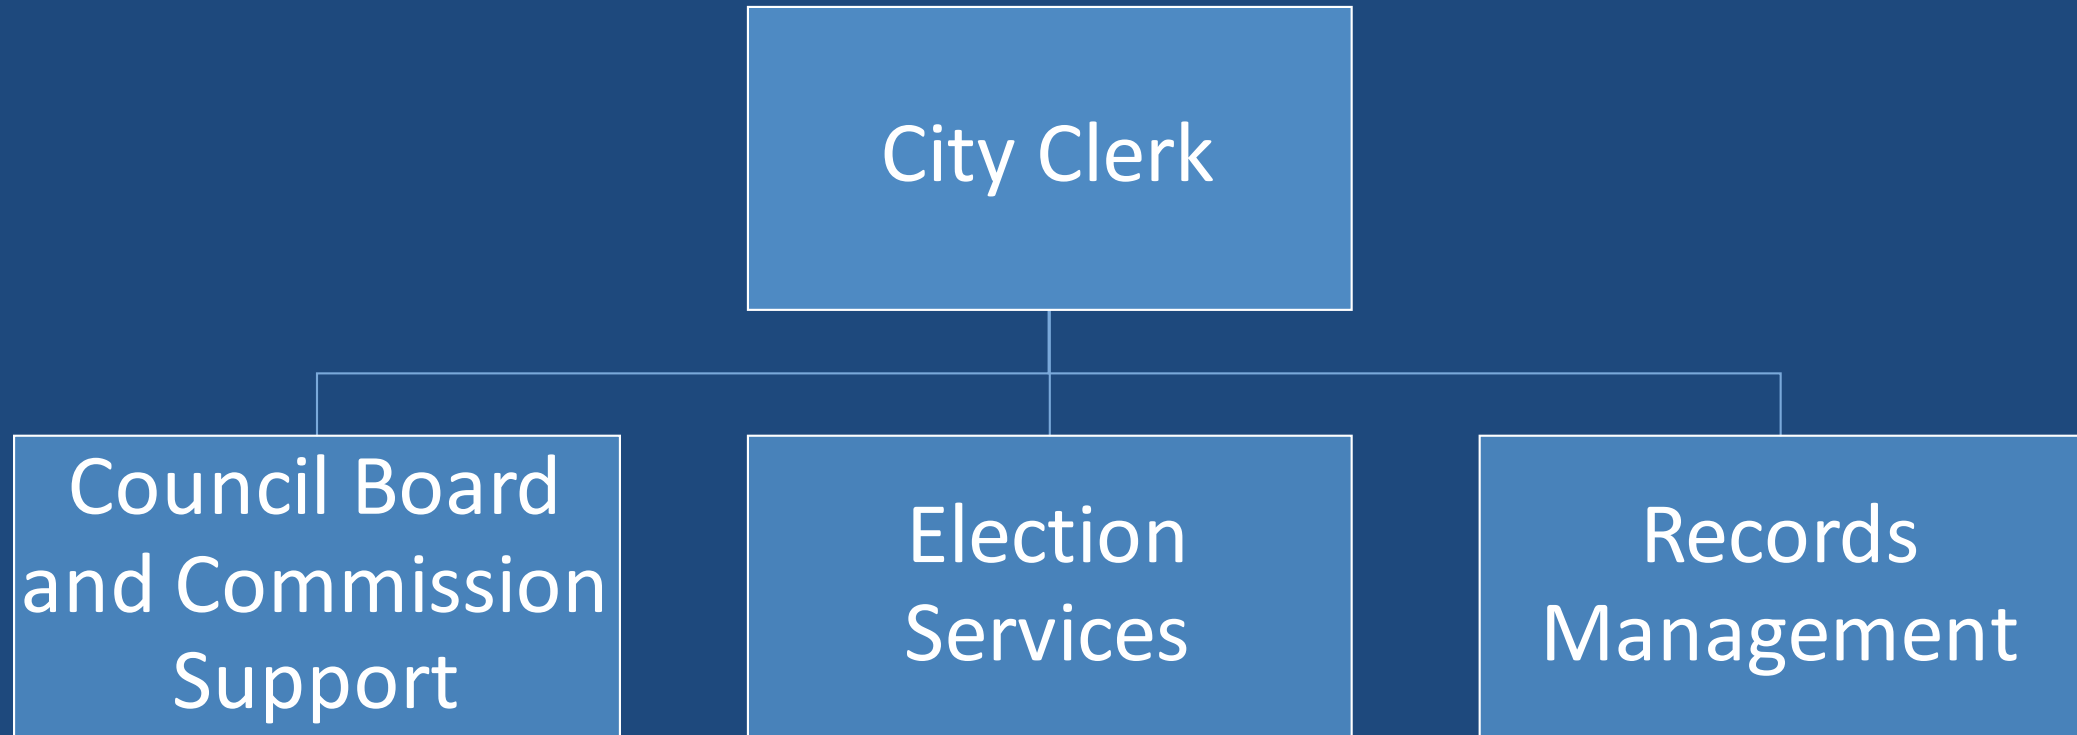 City Clerk
Council Board
and Commission
Support
Election
Services
Records
Management